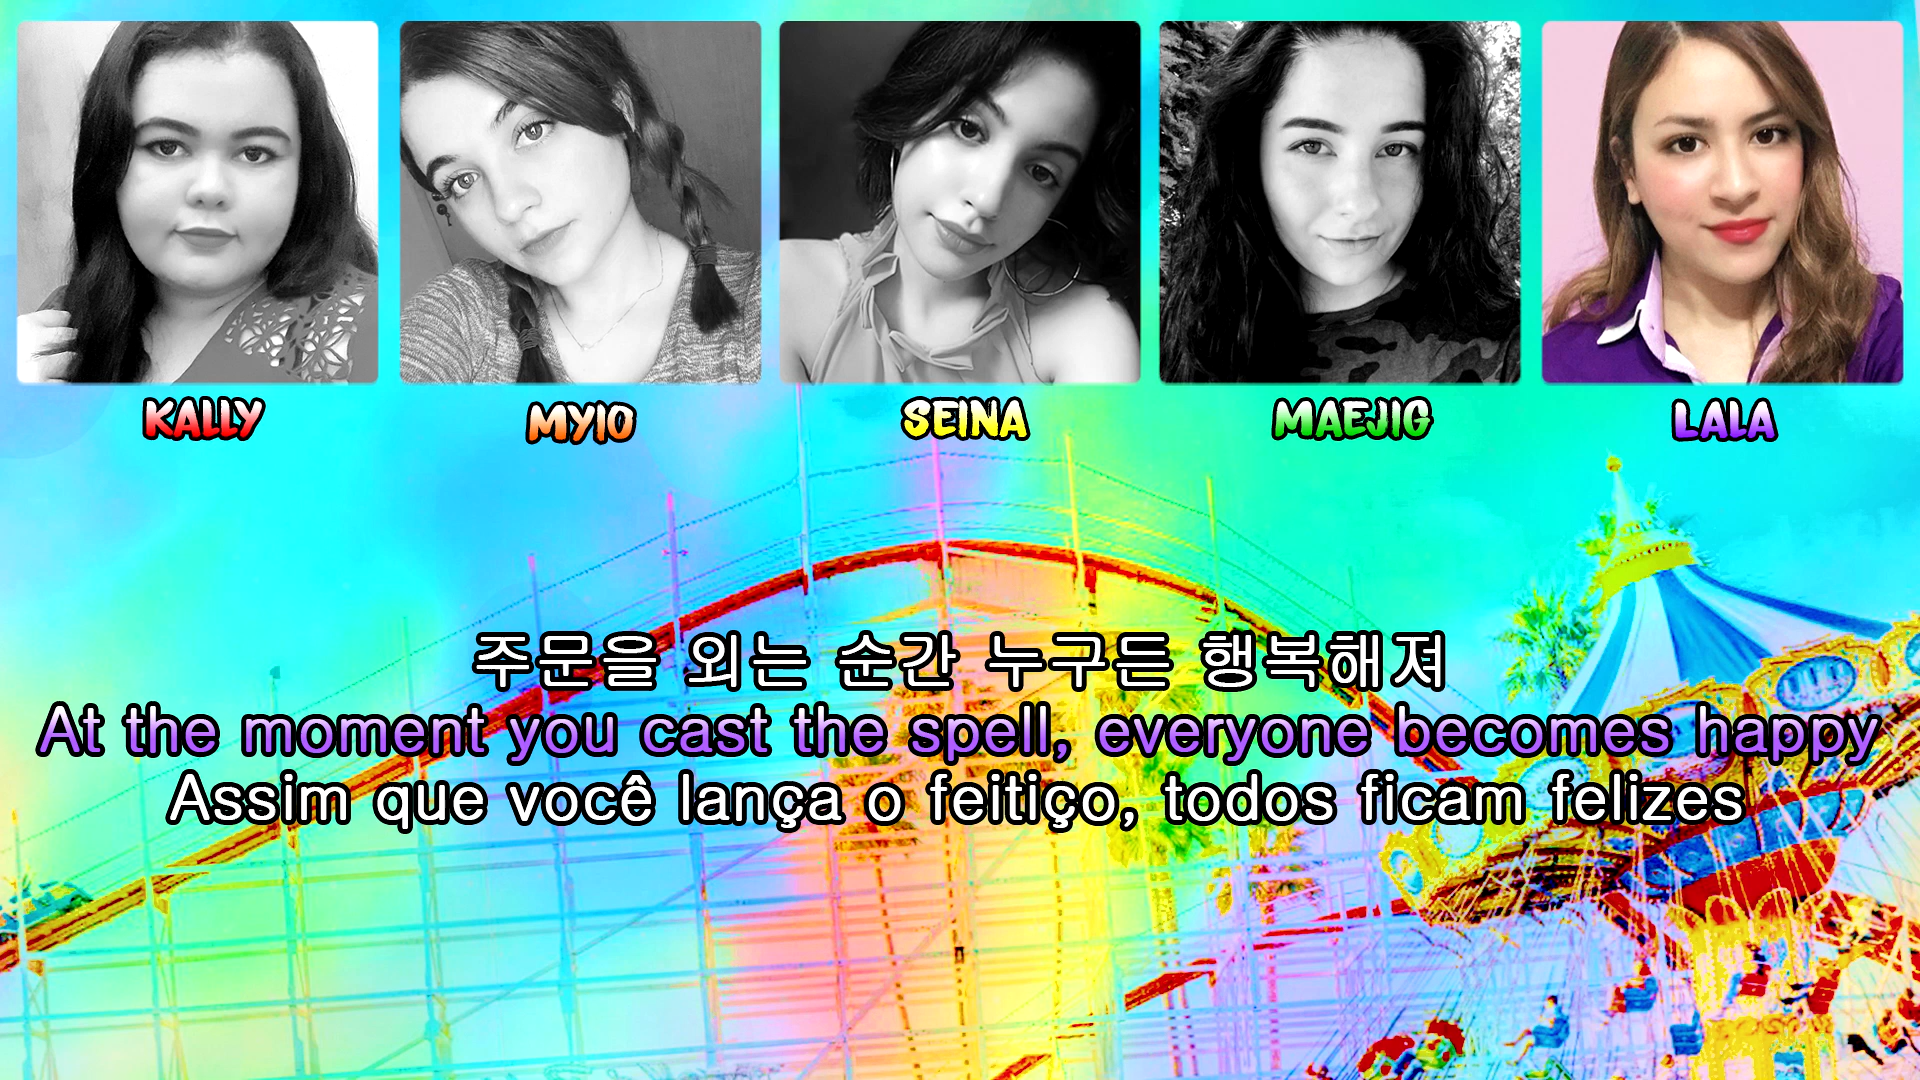 KALLY
MYIO
SEINA
MAEJIG
LALA
주문을 외는 순간 누구든 행복해져
At the moment you cast the spell, everyone becomes happy
Assim que você lança o feitiço, todos ficam felizes